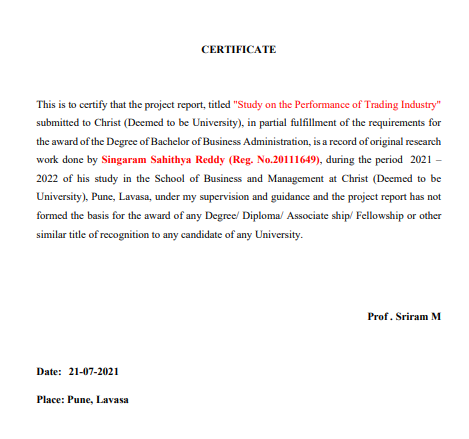 CERTIFICATE
This is to certify that the project report, titled "Study on the Performance of Trading Industry"
submitted to Christ (Deemed to be University), in partial fulfillment of the requirements for
the award of the Degree of Bachelor of Business Administration, is a record of original research
work done by Singaram Sahithya Reddy (Reg. No.20111649), during the period 2021 –
2022 of his study in the School of Business and Management at Christ (Deemed to be
University), Pune, Lavasa, under my supervision and guidance and the project report has not
formed the basis for the award of any Degree/ Diploma/ Associate ship/ Fellowship or other
similar title of recognition to any candidate of any University.
Prof . Sriram M
Date: 21-07-2021
Place: Pune, Lavasa